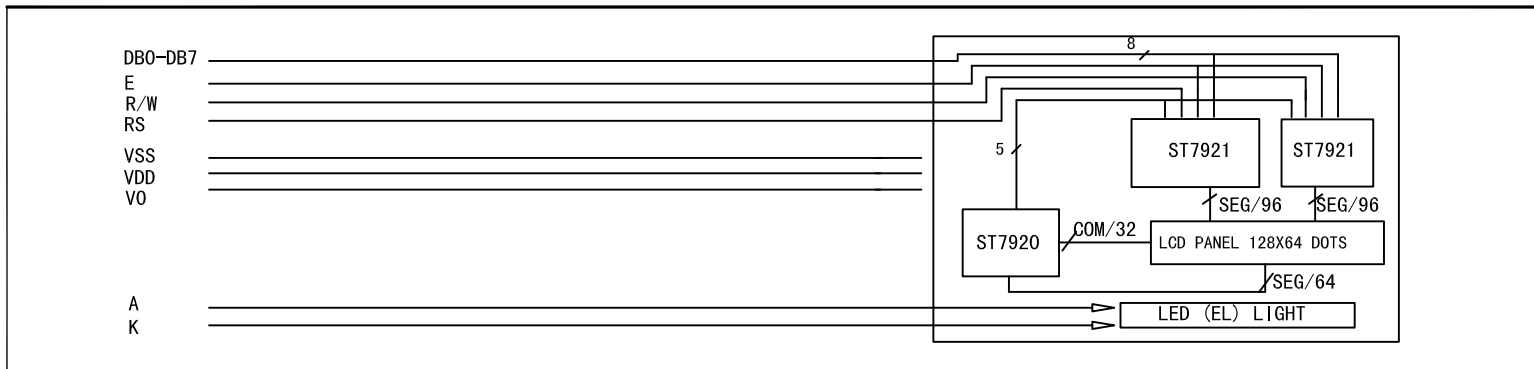 DB0-DB7
E
R/W
RS
VSS
VDD
VO
A
K
8
5
ST7921
ST7921
SEG/96
SEG/96
ST7920
COM/32
LCD PANEL 128X64 DOTS
SEG/64
LED (EL) LIGHT